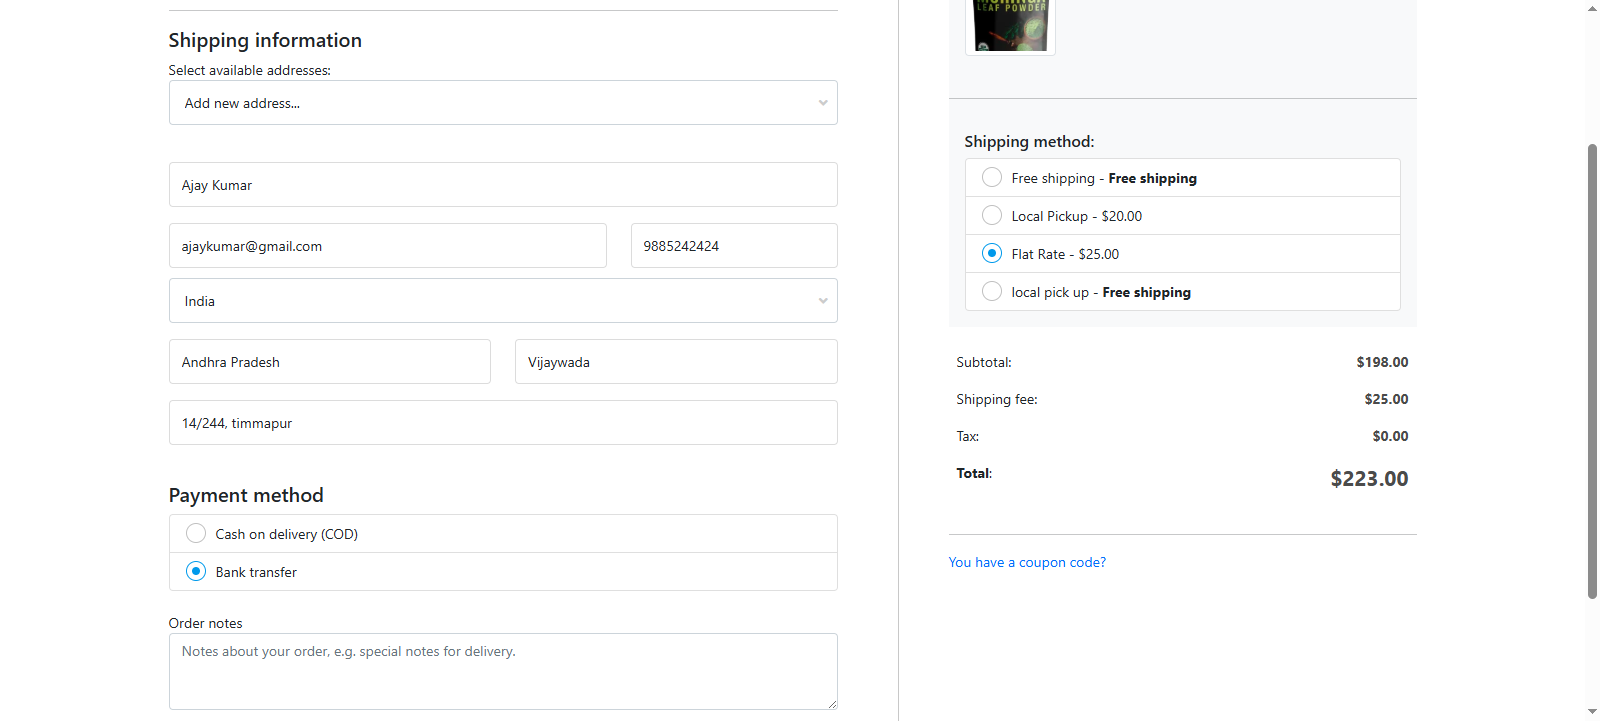 Shipping information
Select available addresses:
Add new address...
Ajay Kumar
ajaykumar@gmail.com
9885242424
India
Andhra Pradesh
Vijaywada
14/244, timmapur
Payment method
Cash on delivery (COD)
Bank transfer
Order notes
Notes about your order, e.g. special notes for delivery.
LEAF POWDER
Shipping method:
Free shipping - Free shipping
Local Pickup - $20.00
Flat Rate - $25.00
local pick up - Free shipping
Subtotal: $198.00
Shipping fee: $25.00
Tax: $0.00
Total: $223.00
You have a coupon code?